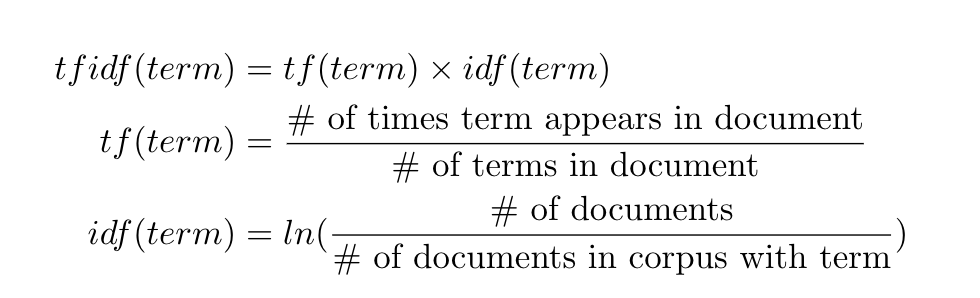 tfidf(term) = tf(term) × idf(term)
tf(term) = # of times term appears in document / # of terms in document
idf(term) = ln(# of documents / # of documents in corpus with term)